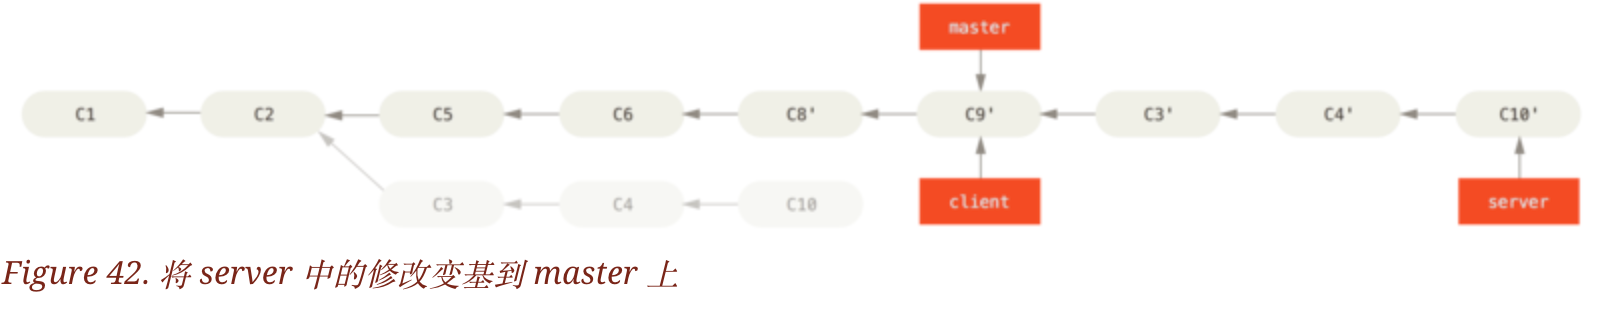 master
C1 C2 C5 C6 C8' C9' C3' C4' C10'
C3 C4 C10 client server
Figure 42. 将 server 中的修改变基到 master 上